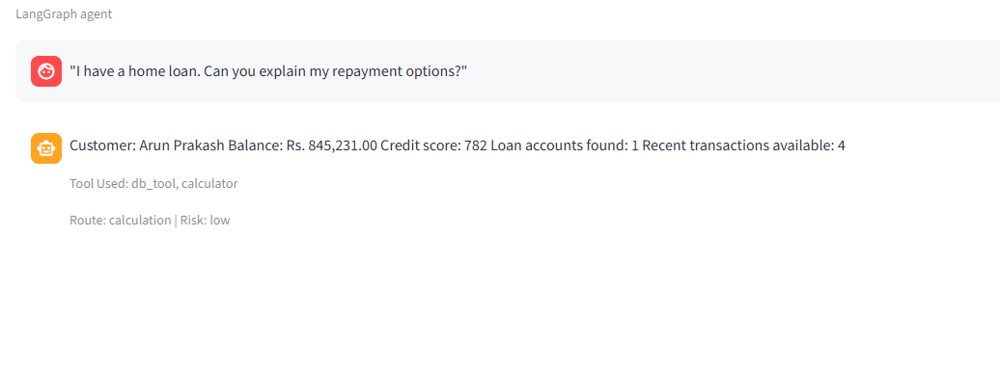 LangGraph agent
"I have a home loan. Can you explain my repayment options?"
Customer: Arun Prakash Balance: Rs. 845,231.00 Credit score: 782 Loan accounts found: 1 Recent transactions available: 4
Tool Used: db_tool, calculator
Route: calculation | Risk: low